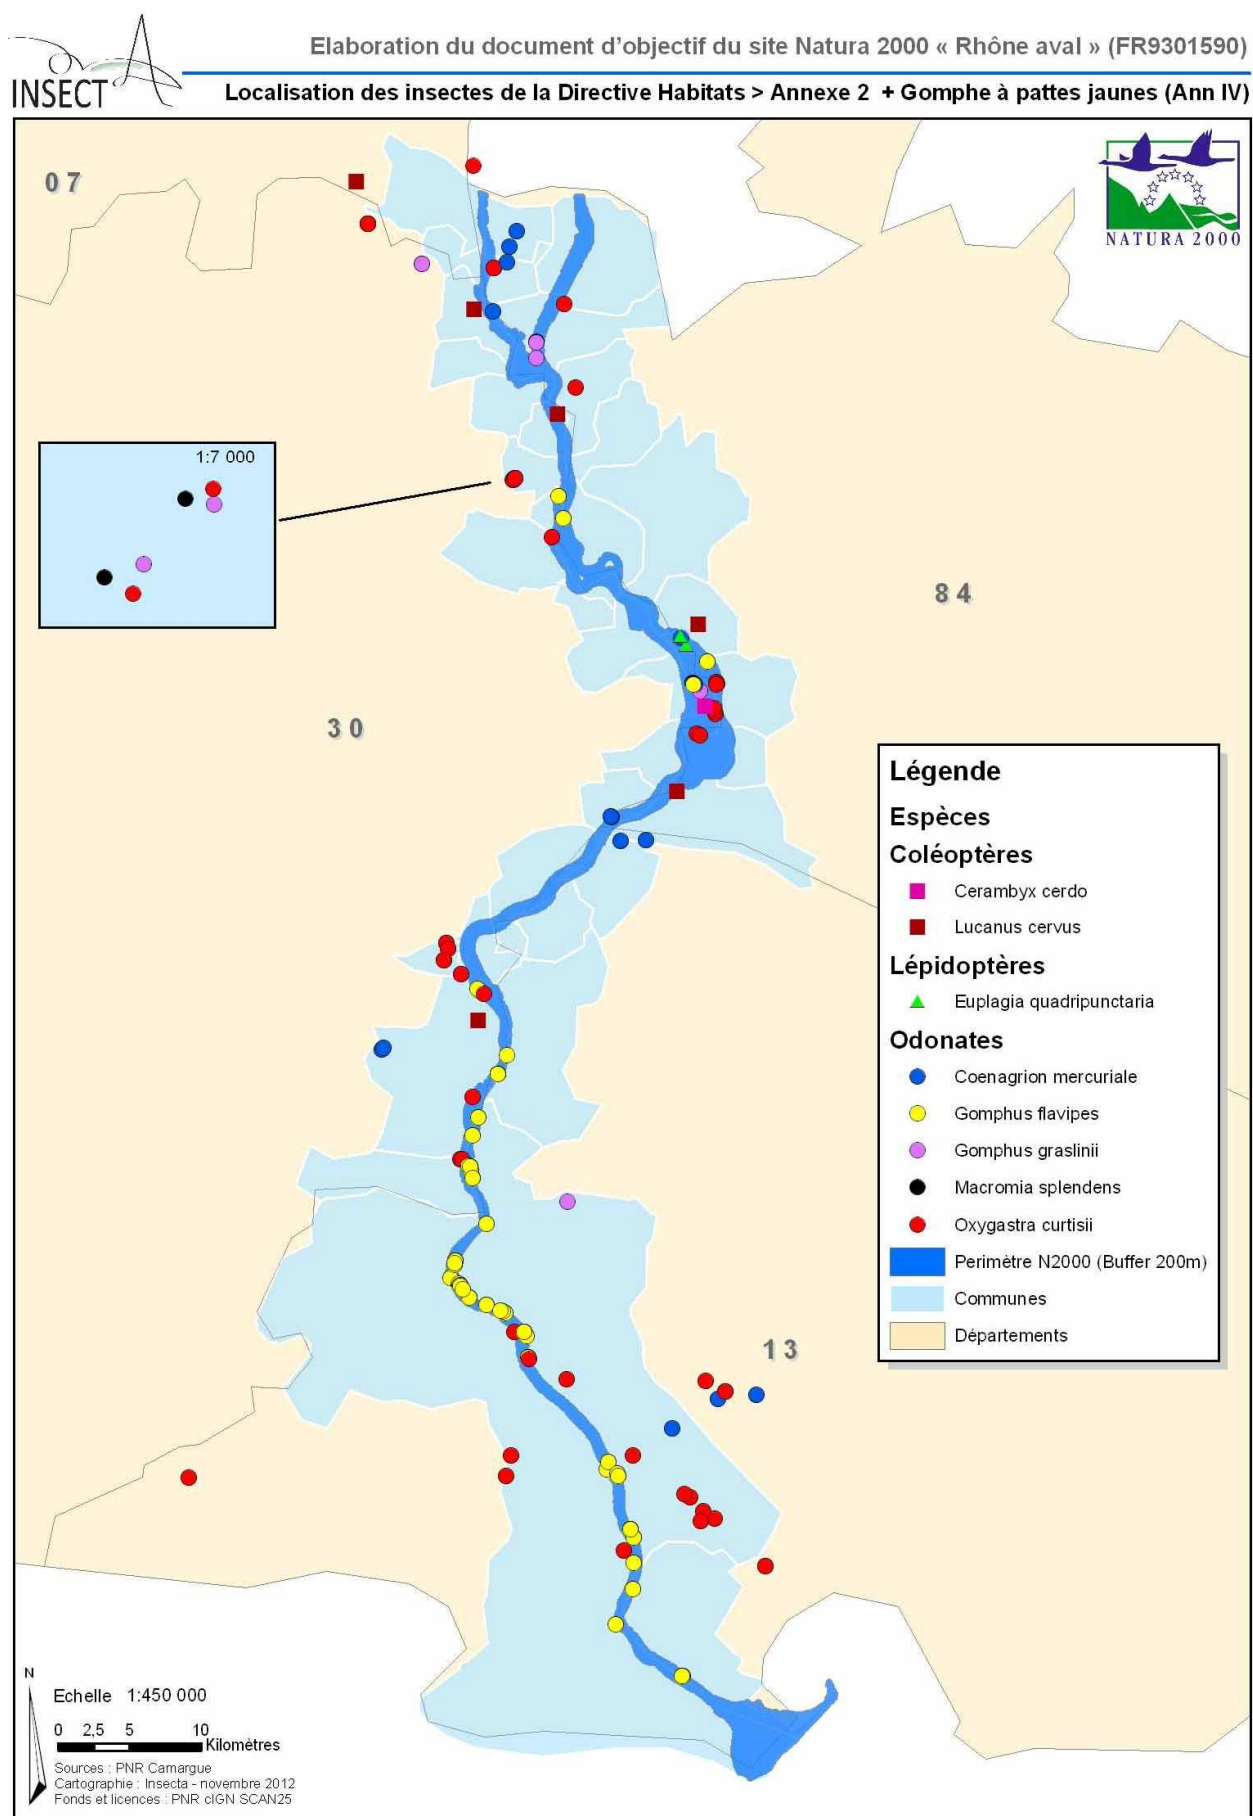 Elaboration du document d'objectif du site Natura 2000 « Rhône aval » (FR9301590)
INSECT A
Localisation des insectes de la Directive Habitats > Annexe 2 + Gomphe à pattes jaunes (Ann IV)
07
NATURA 2000
1:7 000
84
30
Légende
Espèces
Coléoptères
Cerambyx cerdo
Lucanus cervus
Lépidoptères
Euplagia quadripunctaria
Odonates
Coenagrion mercuriale
Gomphus flavipes
Gomphus graslinii
Macromia splendens
Oxygastra curtisii
Perimètre N2000 (Buffer 200m)
Communes
Départements
13
N
Echelle 1:450 000
0 2,5 5 10
Kilomètres
Sources : PNR Camargue
Cartographie : Insecta - novembre 2012
Fonds et licences : PNR cIGN SCAN25